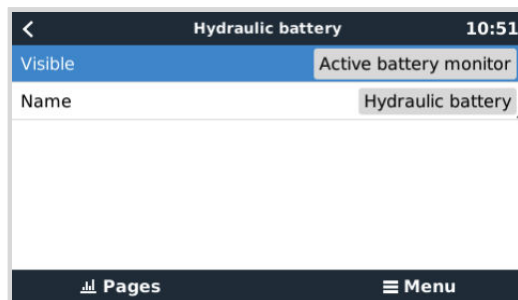 Hydraulic battery 10:51
Visible Active battery monitor
Name Hydraulic battery
Pages Menu